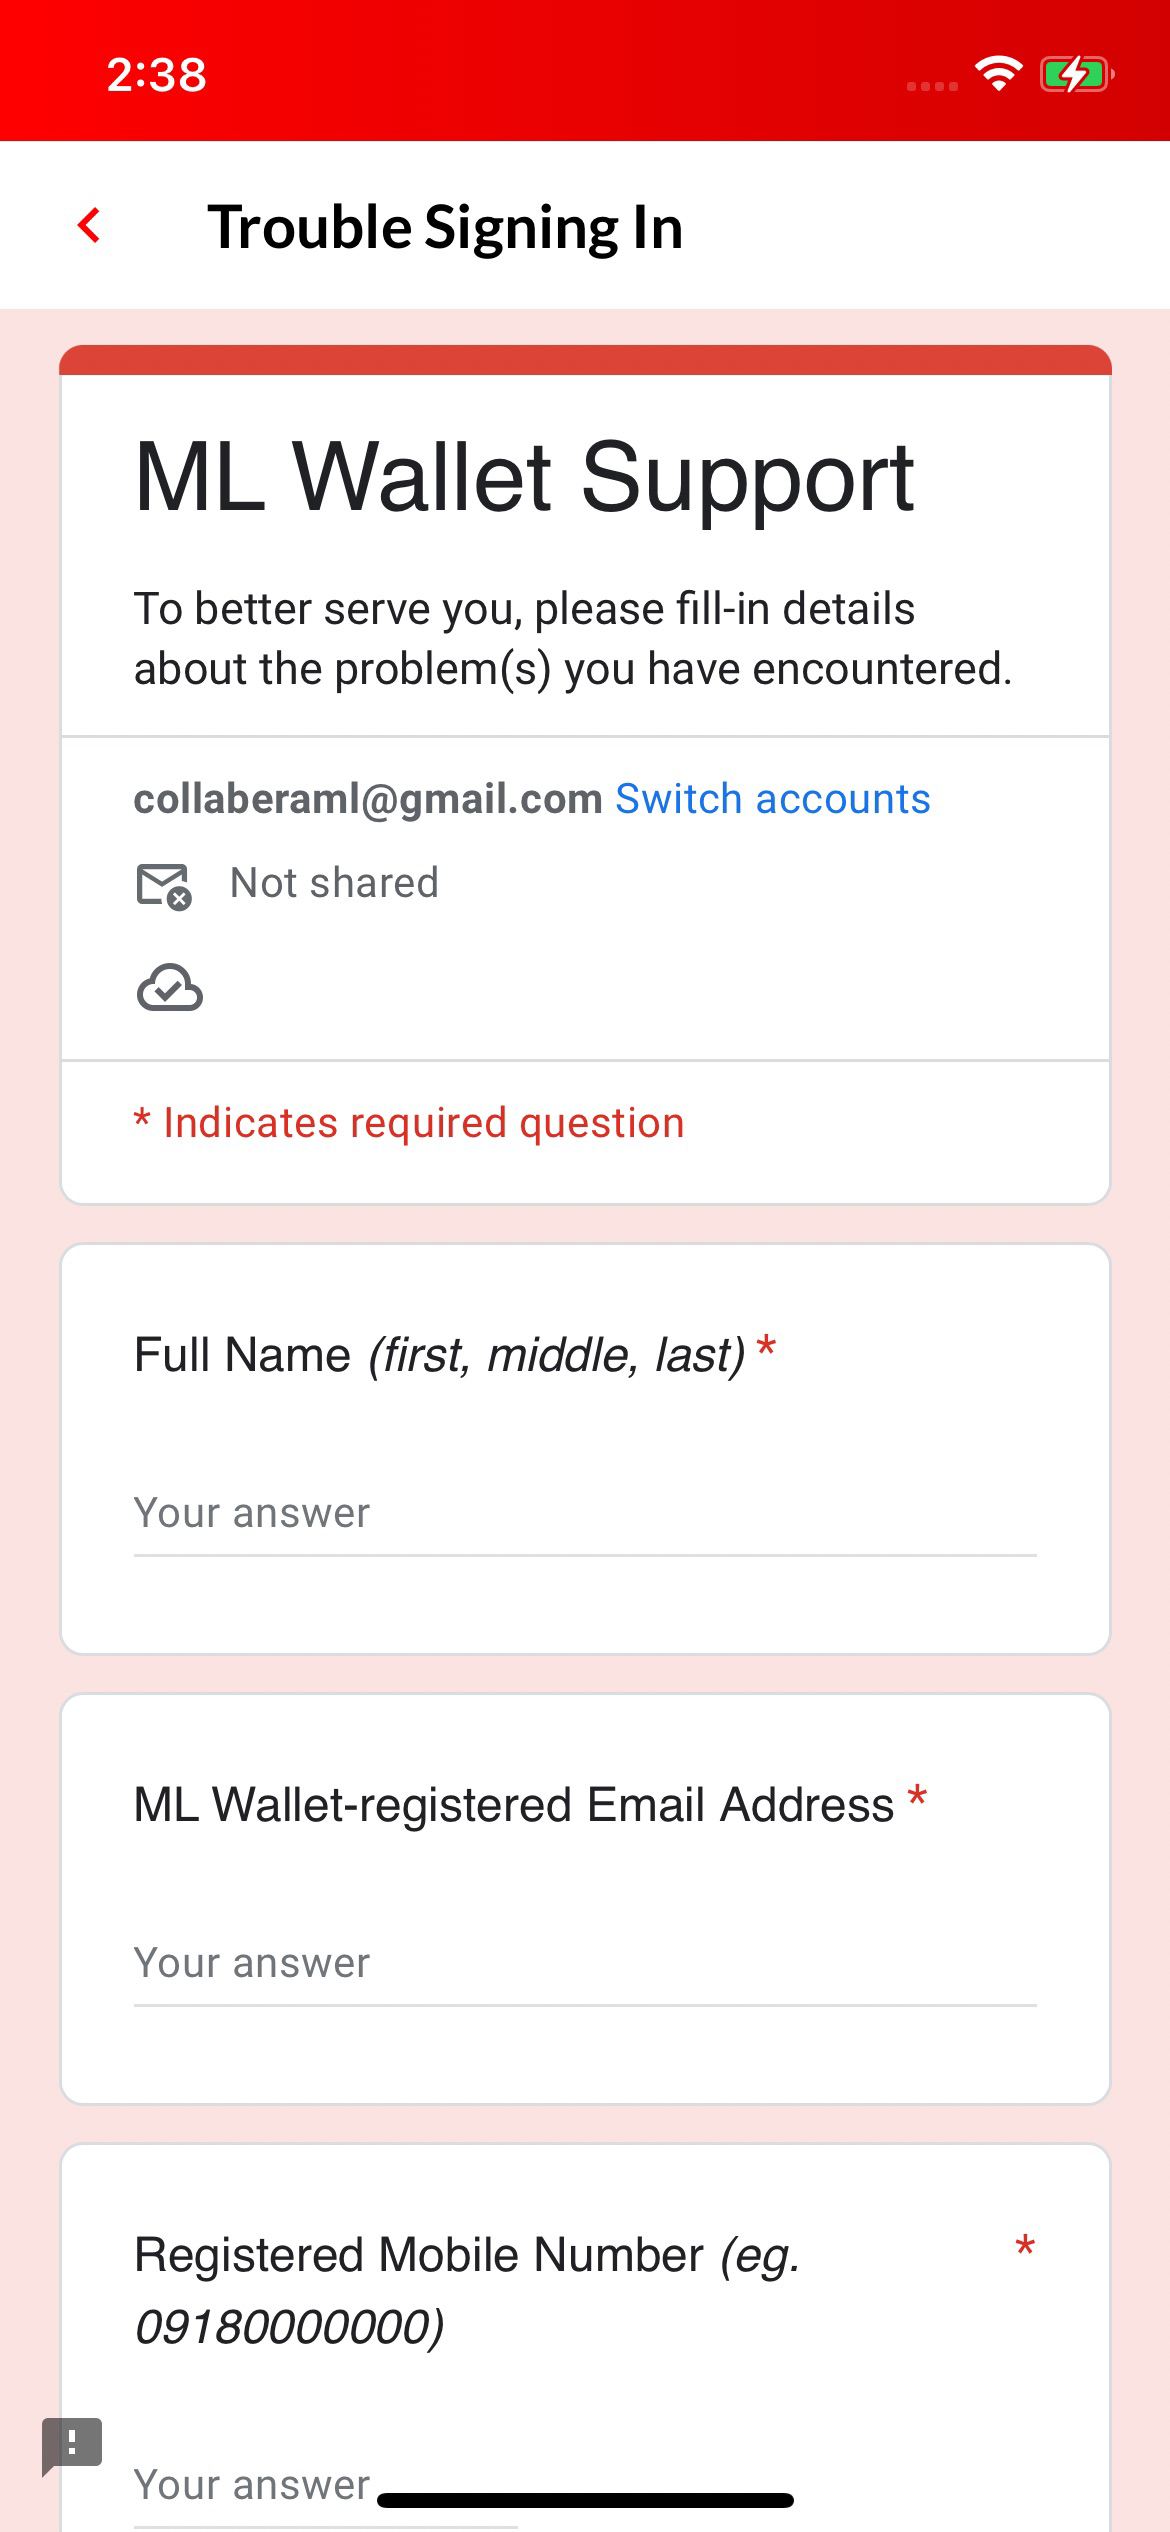 2:38
Trouble Signing In
ML Wallet Support
To better serve you, please fill-in details
about the problem(s) you have encountered.
collaberaml@gmail.com Switch accounts
Not shared
* Indicates required question
Full Name (first, middle, last) *
Your answer
ML Wallet-registered Email Address *
Your answer
Registered Mobile Number (eg. *
09180000000)
Your answer